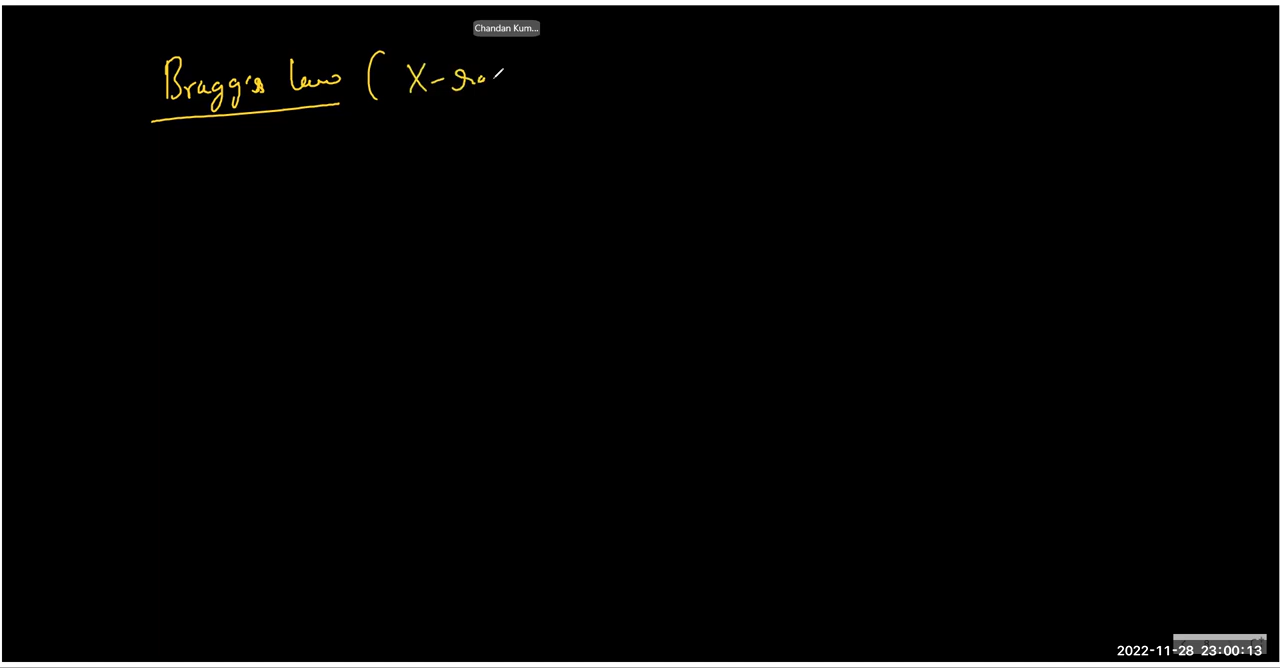 Chandan Kum...
Bragg's law ( X-ra
2022-11-28 23:00:13